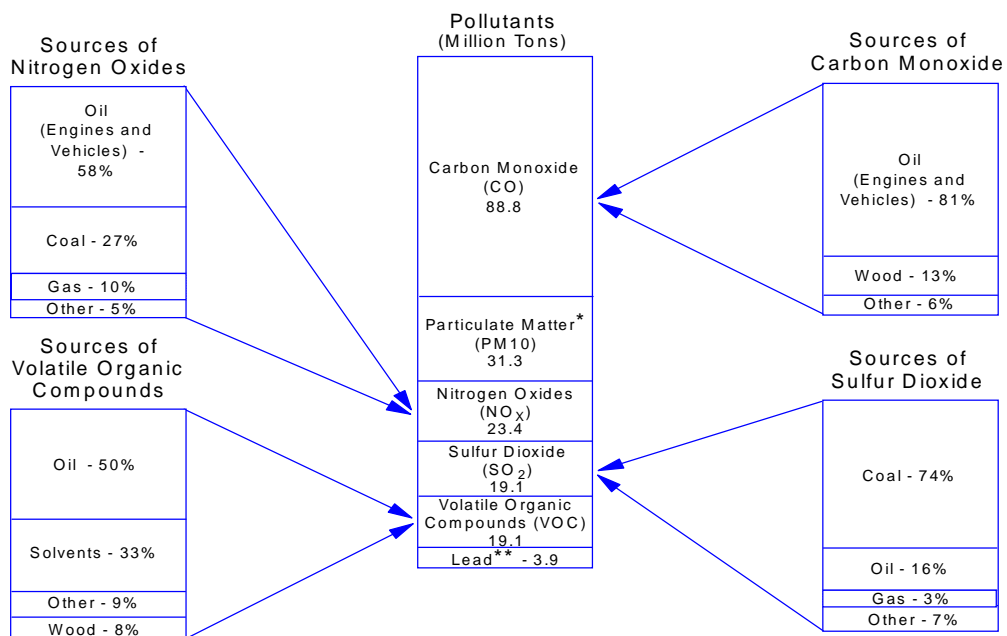 Pollutants
(Million Tons)
Sources of
Nitrogen Oxides
Oil
(Engines and
Vehicles) -
58%
Coal - 27%
Gas - 10%
Other - 5%
Sources of
Volatile Organic
Compounds
Oil - 50%
Solvents - 33%
Other - 9%
Wood - 8%
Carbon Monoxide
(CO)
88.8
Particulate Matter*
(PM10)
31.3
Nitrogen Oxides
(NOX)
23.4
Sulfur Dioxide
(SO2)
19.1
Volatile Organic
Compounds (VOC)
19.1
Lead** - 3.9
Sources of
Carbon Monoxide
Oil
(Engines and
Vehicles) - 81%
Wood - 13%
Other - 6%
Sources of
Sulfur Dioxide
Coal - 74%
Oil - 16%
Gas - 3%
Other - 7%